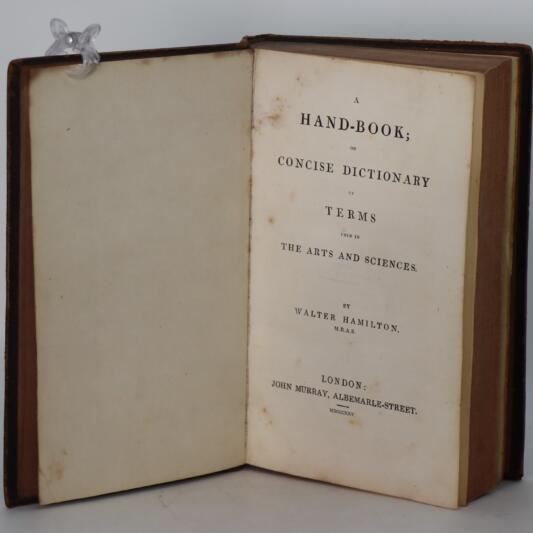 A
HAND-BOOK;
OR
CONCISE DICTIONARY
OF
TERMS
USED IN
THE ARTS AND SCIENCES.
BY
WALTER HAMILTON,
M.R.A.S.
LONDON:
JOHN MURRAY, ALBEMARLE-STREET.
MDCCCXXV